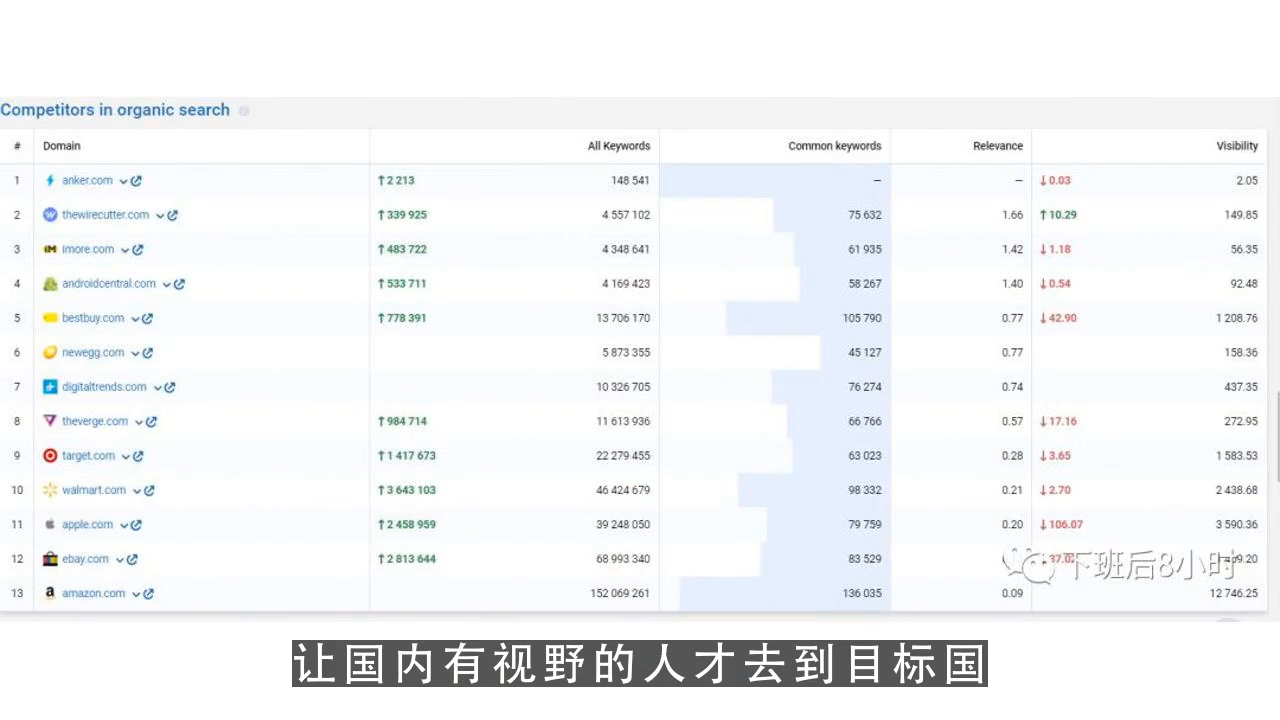 Competitors in organic search
# Domain All Keywords Common keywords Relevance Visibility
1 anker.com ↑2 213 148 541 – – ↓0.03 2.05
2 thewirecutter.com ↑339 925 4 557 102 75 632 1.66 ↑10.29 149.85
3 imore.com ↑483 722 4 348 641 61 935 1.42 ↓1.18 56.35
4 androidcentral.com ↑533 711 4 169 423 58 267 1.40 ↓0.54 92.48
5 bestbuy.com ↑778 391 13 706 170 105 790 0.77 ↓42.90 1 208.76
6 newegg.com 5 873 355 45 127 0.77 158.36
7 digitaltrends.com 10 326 705 76 274 0.74 437.35
8 theverge.com ↑984 714 11 613 936 66 766 0.57 ↓17.16 272.95
9 target.com ↑1 417 673 22 279 455 63 023 0.28 ↓3.65 1 583.53
10 walmart.com ↑3 643 103 46 424 679 98 332 0.21 ↓2.70 2 438.68
11 apple.com ↑2 458 959 39 248 050 79 759 0.20 ↓106.07 3 590.36
12 ebay.com ↑2 813 644 68 993 340 83 529
下班后8小时
13 amazon.com 152 069 261 136 035 0.09 12 746.25
让国内有视野的人才去到目标国